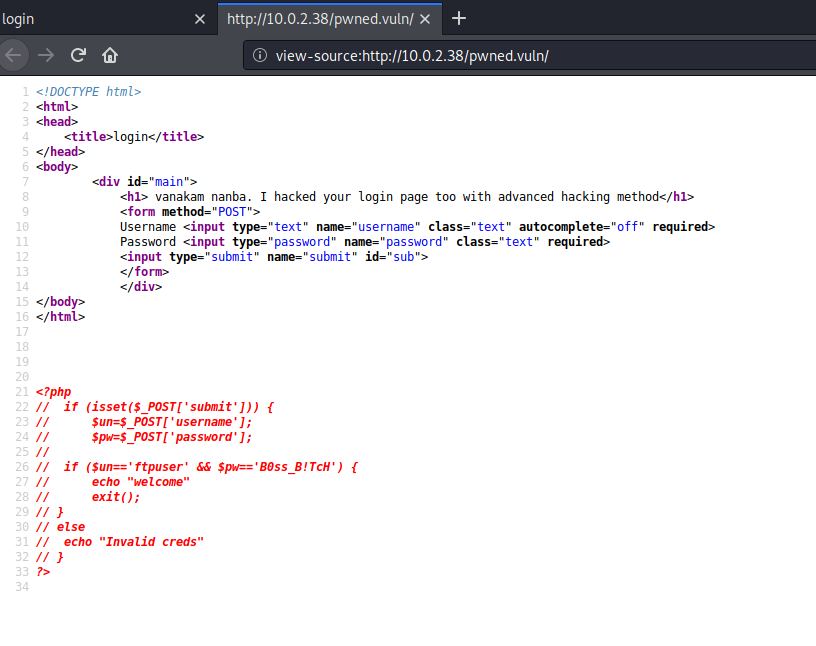 login
http://10.0.2.38/pwned.vuln/
view-source:http://10.0.2.38/pwned.vuln/
1 <!DOCTYPE html>
2 <html>
3 <head>
4     <title>login</title>
5 </head>
6 <body>
7         <div id="main">
8             <h1> vanakam nanba. I hacked your login page too with advanced hacking method</h1>
9             <form method="POST">
10             Username <input type="text" name="username" class="text" autocomplete="off" required>
11             Password <input type="password" name="password" class="text" required>
12             <input type="submit" name="submit" id="sub">
13             </form>
14             </div>
15 </body>
16 </html>
17
18
19
20
21 <?php
22 //  if (isset($_POST['submit'])) {
23 //      $un=$_POST['username'];
24 //      $pw=$_POST['password'];
25 //
26 //  if ($un=='ftpuser' && $pw=='B0ss_B!TcH') {
27 //      echo "welcome"
28 //      exit();
29 // }
30 // else
31 //  echo "Invalid creds"
32 // }
33 ?>
34